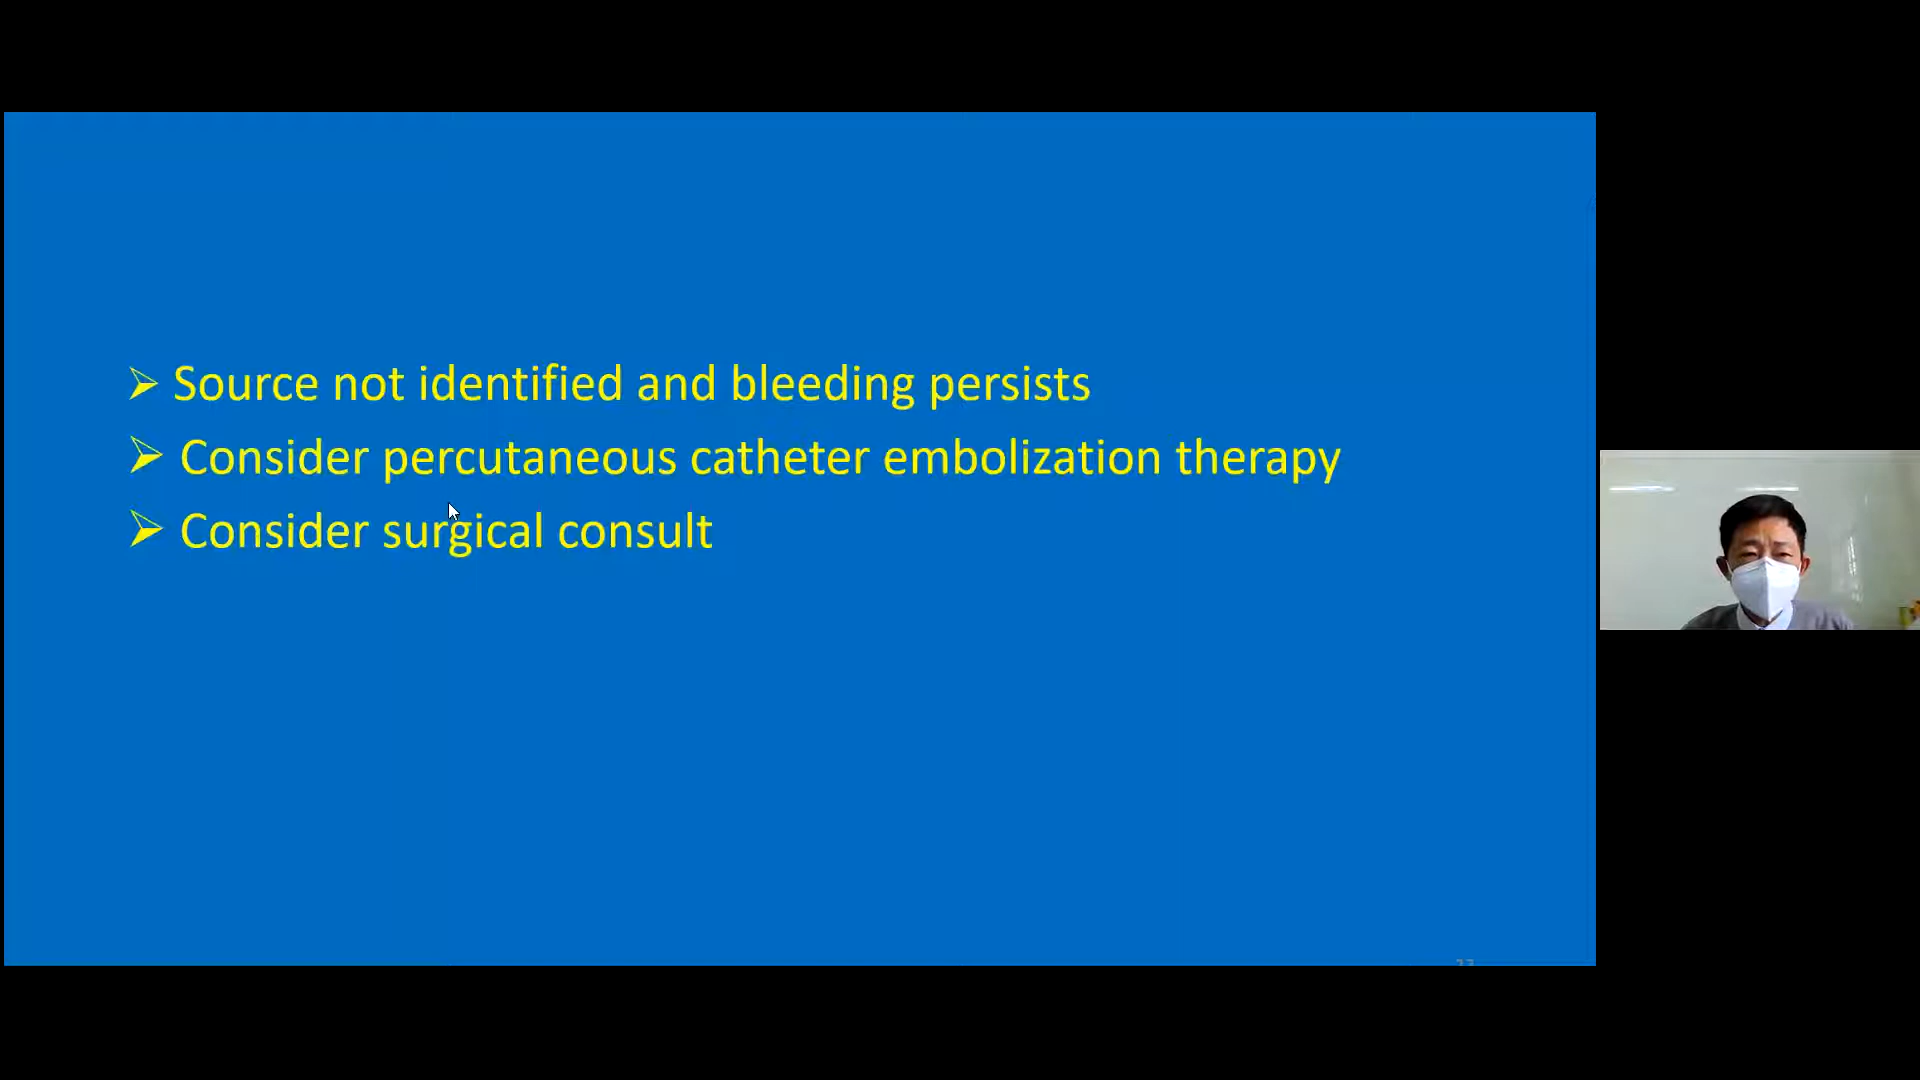 ➢ Source not identified and bleeding persists
➢ Consider percutaneous catheter embolization therapy
➢ Consider surgical consult